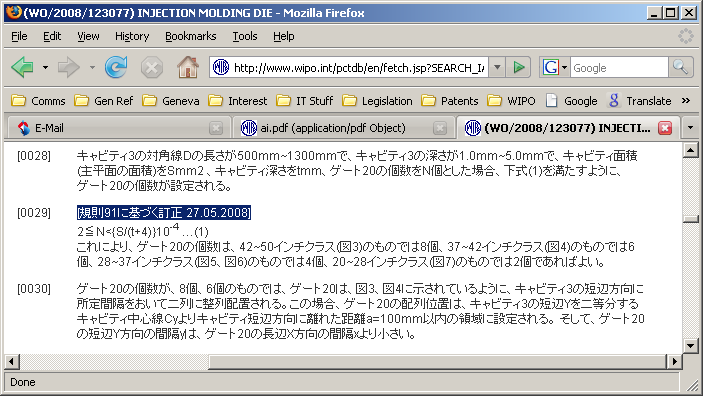 (WO/2008/123077) INJECTION MOLDING DIE - Mozilla Firefox
File Edit View History Bookmarks Tools Help
http://www.wipo.int/pctdb/en/fetch.jsp?SEARCH_IA G Google
Comms Gen Ref Geneva Interest IT Stuff Legislation Patents WIPO Google Translate »
E-Mail ai.pdf (application/pdf Object) (WO/2008/123077) INJECTI...
[0028] キャビティ3の対角線Dの長さが500mm~1300mmで、キャビティ3の深さが1.0mm~5.0mmで、キャビティ面積
(主平面の面積)をSmm2、キャビティ深さをtmm、ゲート20の個数をN個とした場合、下式(1)を満たすように、
ゲート20の個数が設定される。
[0029] [規則91に基づく訂正 27.05.2008]
2≦N<{S/(t+4)}10-4 …(1)
これにより、ゲート20の個数は、42~50インチクラス(図3)のものでは8個、37~42インチクラス(図4)のものでは6
個、28~37インチクラス(図5、図6)のものでは4個、20~28インチクラス(図7)のものでは2個であればよい。
[0030] ゲート20の個数が、8個、6個のものでは、ゲート20は、図3、図4に示されているように、キャビティ3の短辺方向に
所定間隔をおいて二列に整列配置される。この場合、ゲート20の配列位置は、キャビティ3の短辺Yを二等分する
キャビティ中心線Cyよりキャビティ短辺方向に離れた距離a=100mm以内の領域に設定される。そして、ゲート20
の短辺Y方向の間隔yは、ゲート20の長辺X方向の間隔xより小さい。
Done